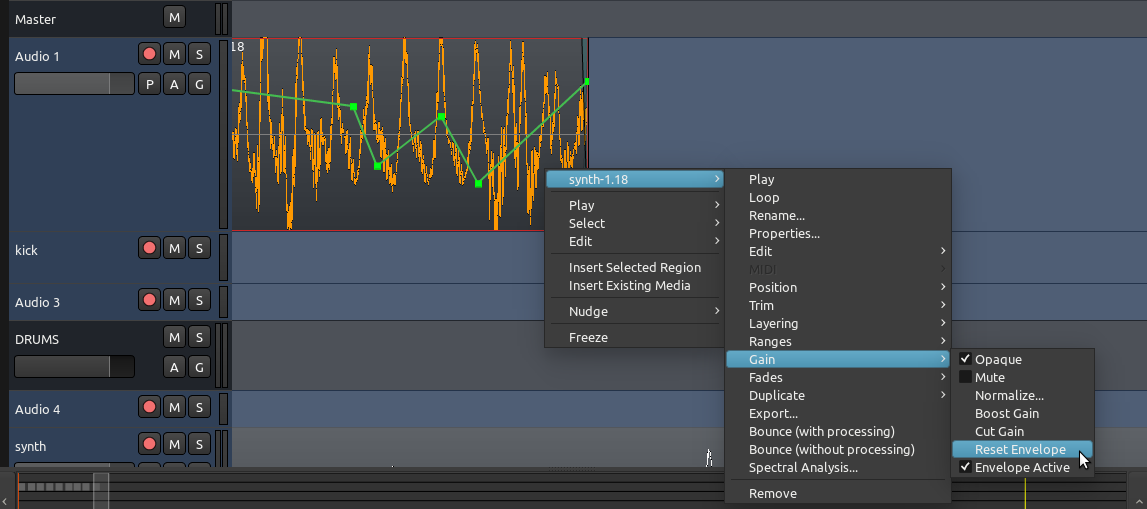 Master
M
Audio 1
M
S
P
A
G
18
kick
M
S
Audio 3
M
S
DRUMS
M
S
A
G
Audio 4
M
S
synth
M
S
synth-1.18
Play
Select
Edit
Insert Selected Region
Insert Existing Media
Nudge
Freeze
Play
Loop
Rename...
Properties...
Edit
MIDI
Position
Trim
Layering
Ranges
Gain
Fades
Duplicate
Export...
Bounce (with processing)
Bounce (without processing)
Spectral Analysis...
Remove
Opaque
Mute
Normalize...
Boost Gain
Cut Gain
Reset Envelope
Envelope Active